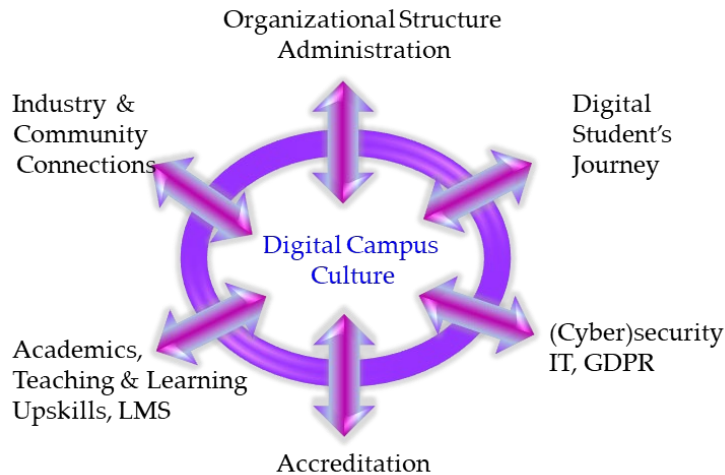 Organizational Structure
Administration
Industry &
Community
Connections
Digital
Student's
Journey
Digital Campus
Culture
Academics,
Teaching & Learning
Upskills, LMS
(Cyber)security
IT, GDPR
Accreditation